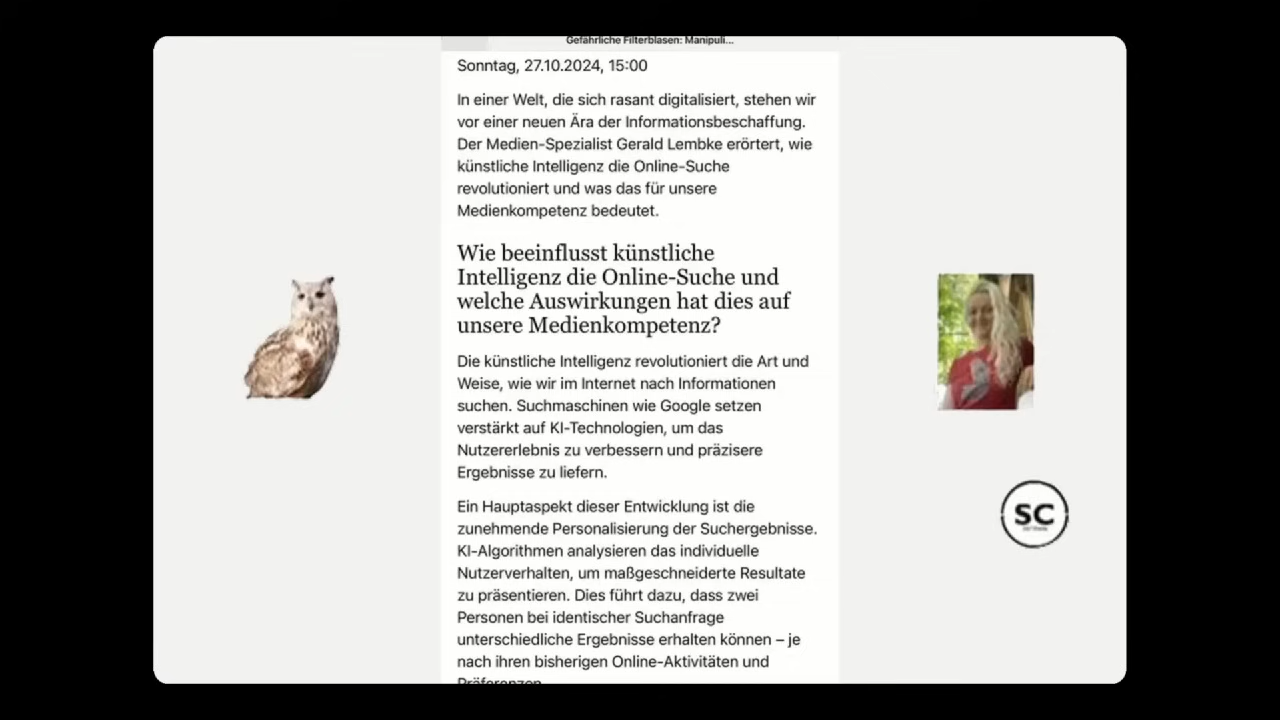 Gefährliche Filterblasen: Manipuli...
Sonntag, 27.10.2024, 15:00
In einer Welt, die sich rasant digitalisiert, stehen wir
vor einer neuen Ära der Informationsbeschaffung.
Der Medien-Spezialist Gerald Lembke erörtert, wie
künstliche Intelligenz die Online-Suche
revolutioniert und was das für unsere
Medienkompetenz bedeutet.
Wie beeinflusst künstliche
Intelligenz die Online-Suche und
welche Auswirkungen hat dies auf
unsere Medienkompetenz?
Die künstliche Intelligenz revolutioniert die Art und
Weise, wie wir im Internet nach Informationen
suchen. Suchmaschinen wie Google setzen
verstärkt auf KI-Technologien, um das
Nutzererlebnis zu verbessern und präzisere
Ergebnisse zu liefern.
Ein Hauptaspekt dieser Entwicklung ist die
zunehmende Personalisierung der Suchergebnisse.
KI-Algorithmen analysieren das individuelle
Nutzerverhalten, um maßgeschneiderte Resultate
zu präsentieren. Dies führt dazu, dass zwei
Personen bei identischer Suchanfrage
unterschiedliche Ergebnisse erhalten können – je
nach ihren bisherigen Online-Aktivitäten und
Präferenzen
SC